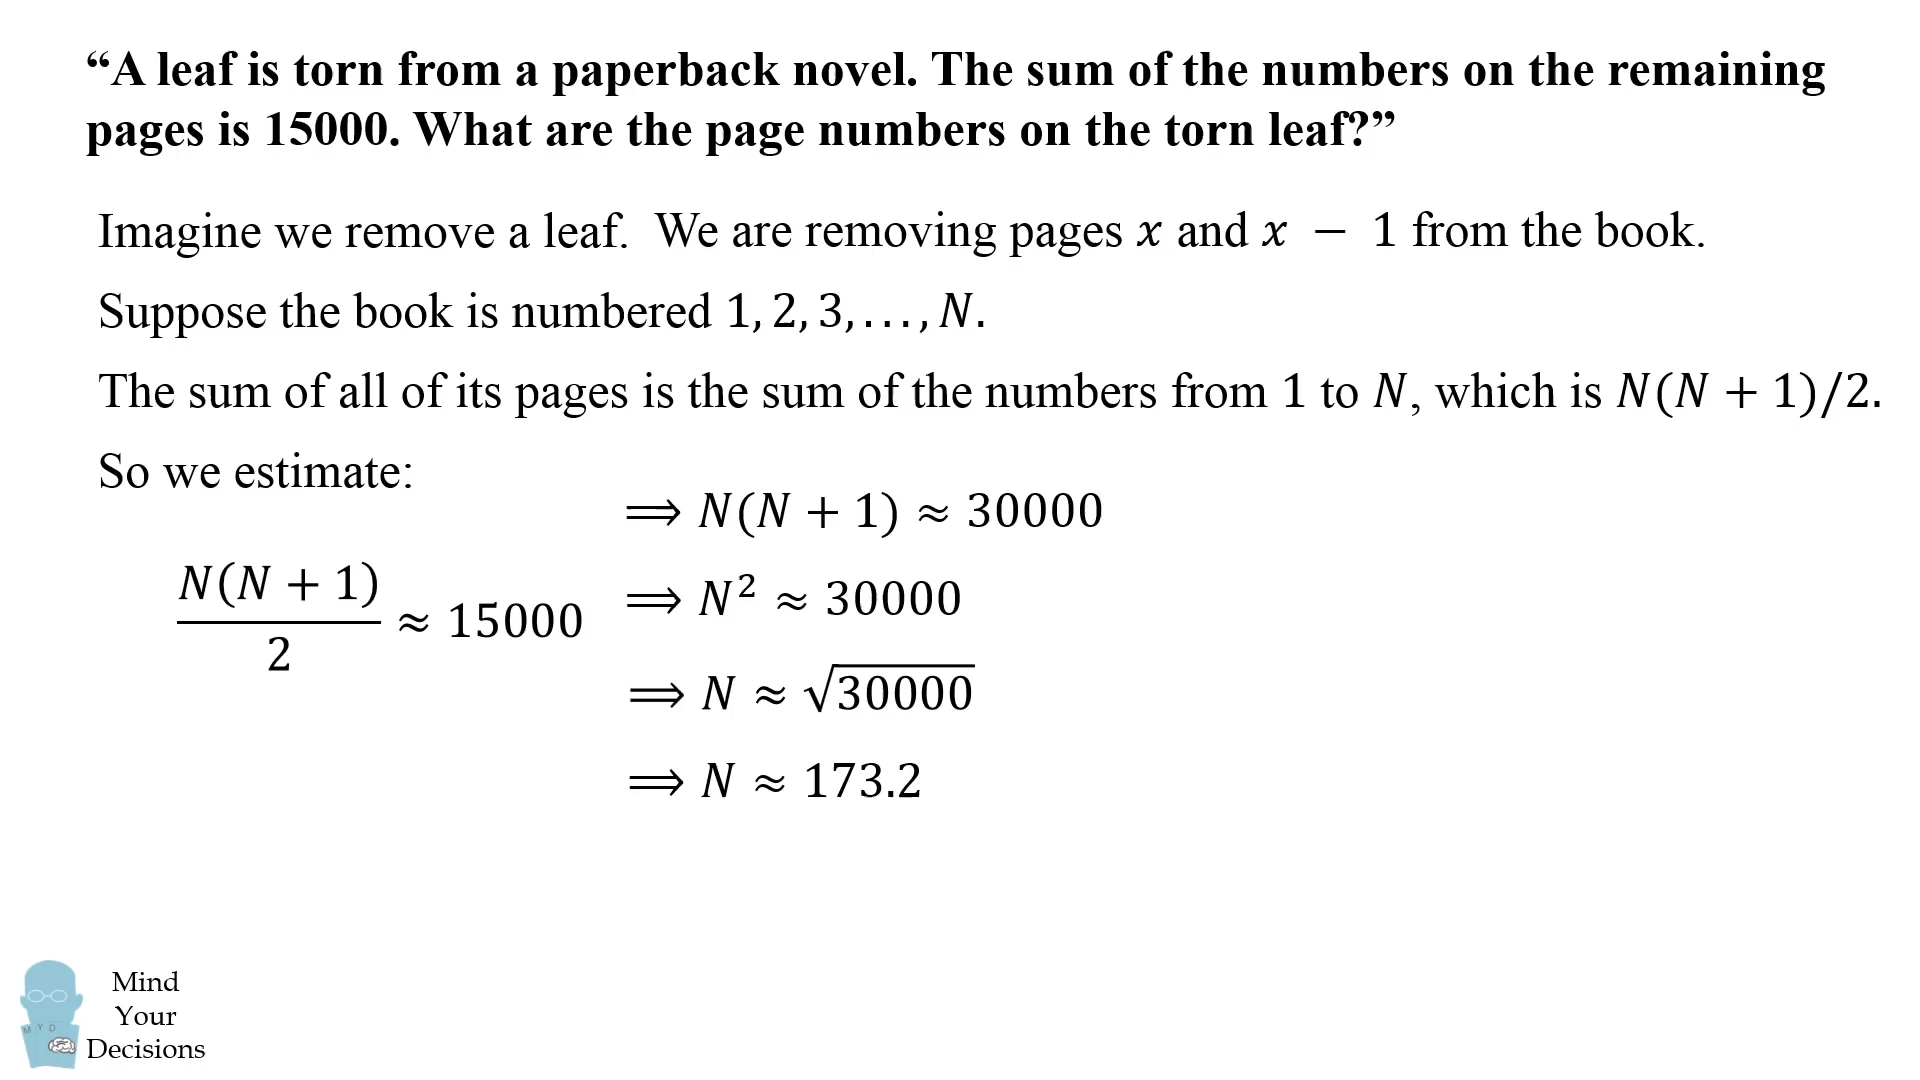 “A leaf is torn from a paperback novel. The sum of the numbers on the remaining
pages is 15000. What are the page numbers on the torn leaf?”
Imagine we remove a leaf.  We are removing pages x and x − 1 from the book.
Suppose the book is numbered 1, 2, 3, . . . , N.
The sum of all of its pages is the sum of the numbers from 1 to N, which is N(N + 1)/2.
So we estimate:
N(N + 1)
2
≈ 15000
⟹ N(N + 1) ≈ 30000
⟹ N² ≈ 30000
⟹ N ≈ √30000
⟹ N ≈ 173.2
M Y D
Mind
Your
Decisions